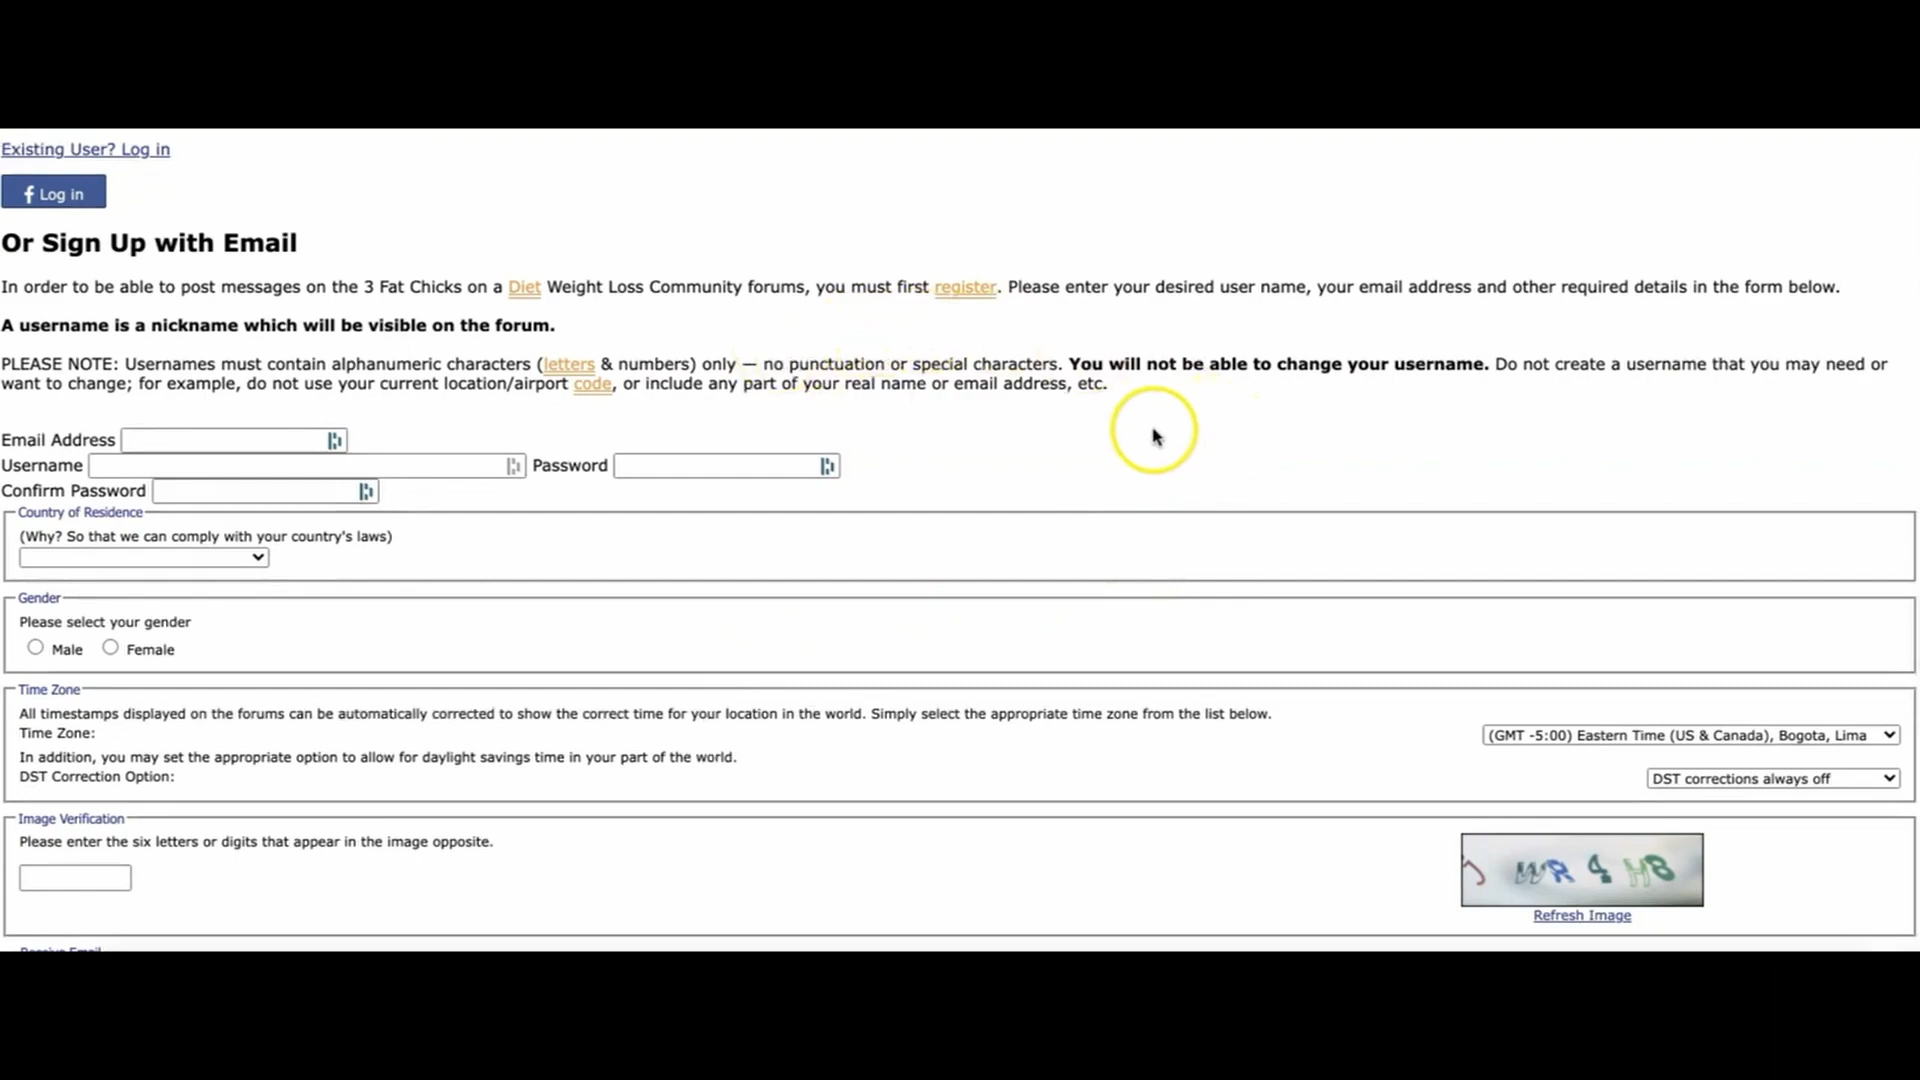 Existing User? Log in
f Log in
Or Sign Up with Email
In order to be able to post messages on the 3 Fat Chicks on a Diet Weight Loss Community forums, you must first register. Please enter your desired user name, your email address and other required details in the form below.
A username is a nickname which will be visible on the forum.
PLEASE NOTE: Usernames must contain alphanumeric characters (letters & numbers) only — no punctuation or special characters. You will not be able to change your username. Do not create a username that you may need or
want to change; for example, do not use your current location/airport code, or include any part of your real name or email address, etc.
Email Address
Username Password
Confirm Password
Country of Residence
(Why? So that we can comply with your country's laws)
Gender
Please select your gender
Male Female
Time Zone
All timestamps displayed on the forums can be automatically corrected to show the correct time for your location in the world. Simply select the appropriate time zone from the list below.
Time Zone: (GMT -5:00) Eastern Time (US & Canada), Bogota, Lima
In addition, you may set the appropriate option to allow for daylight savings time in your part of the world.
DST Correction Option: DST corrections always off
Image Verification
Please enter the six letters or digits that appear in the image opposite.
Refresh Image